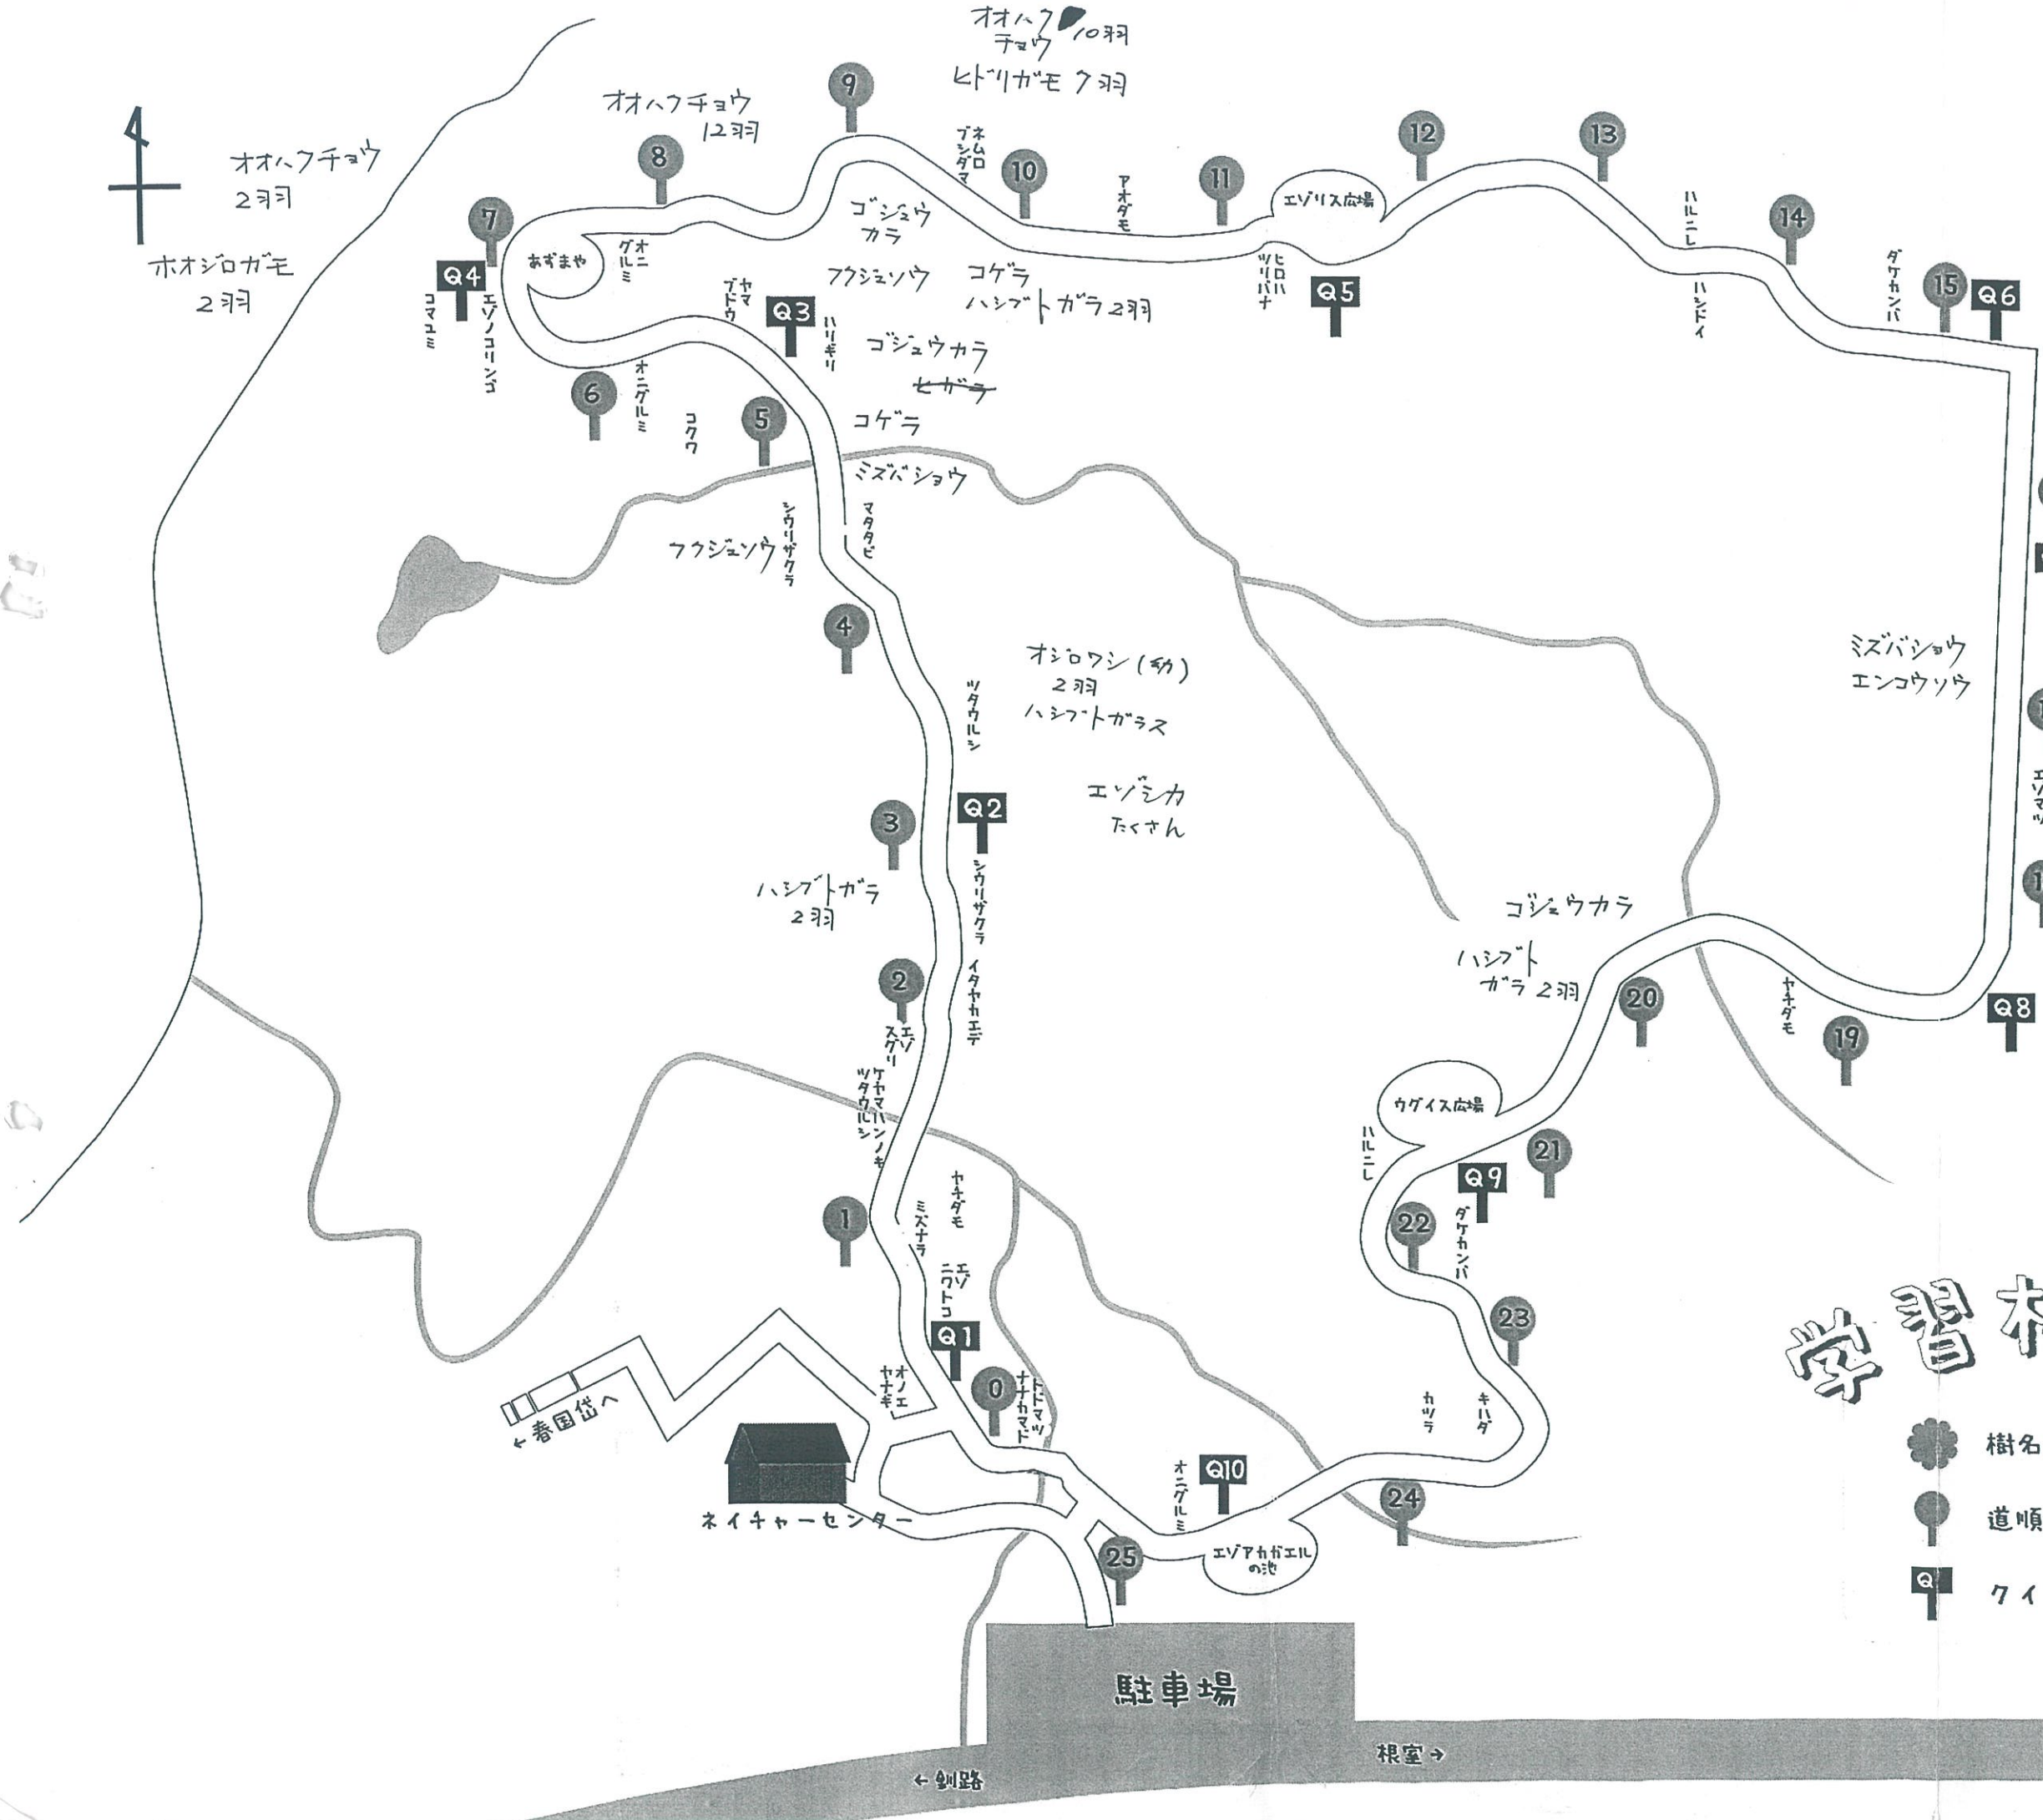 オオハク
チョウ 10羽
ヒドリガモ 7羽
オオハクチョウ
12羽
オオハクチョウ
2羽
ホオジロガモ
2羽
9
8
7
10
11
12
13
14
15
ネムロ
ブシダマ
アオダモ
エゾリス広場
ハルニレ
ダケカンバ
Q4
あずまや
オニ
グルミ
ゴジュウ
カラ
フクジュソウ
コゲラ
ハシブトガラ 2羽
ヒロハ
ツリバナ
Q5
ハシドイ
Q6
コマユミ
エゾノコリンゴ
ヤマ
ブドウ
Q3
ハリギリ
ゴジュウカラ
ヒガラ
コゲラ
6
オニグルミ
コクワ
5
ミズバショウ
フクジュソウ
シウリザクラ
マタタビ
4
オジロワシ(幼)
2羽
ハシブトガラス
ツタウルシ
ミズバショウ
エンコウソウ
エゾシカ
たくさん
エゾマツ
3
Q2
ハシブトガラ
2羽
シウリザクラ
ゴジュウカラ
ハシブト
ガラ 2羽
2
イタヤカエデ
エゾ
スグリ
20
ヤチダモ
19
Q8
ケヤマハンノキ
ツタウルシ
ウグイス広場
ハルニレ
21
Q9
1
ミズナラ
ヤチダモ
22
ダケカンバ
エゾ
ニワトコ
Q1
23
オノエ
ヤナギ
0
トドマツ
ナナカマド
カツラ
キハダ
←春国岱へ
ネイチャーセンター
オニグルミ
Q10
24
25
エゾアカガエル
の池
学習
樹名
道順
Q
クイ
駐車場
根室→
←釧路